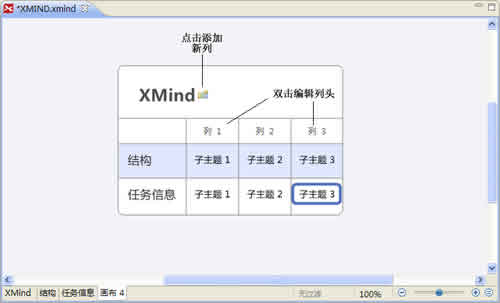 *XMIND.xmind
点击添加
新列
XMind
双击编辑列头
列 1 列 2 列 3
结构 子主题 1 子主题 2 子主题 3
任务信息 子主题 1 子主题 2 子主题 3
XMind 结构 任务信息 画布 4 无过滤 100%